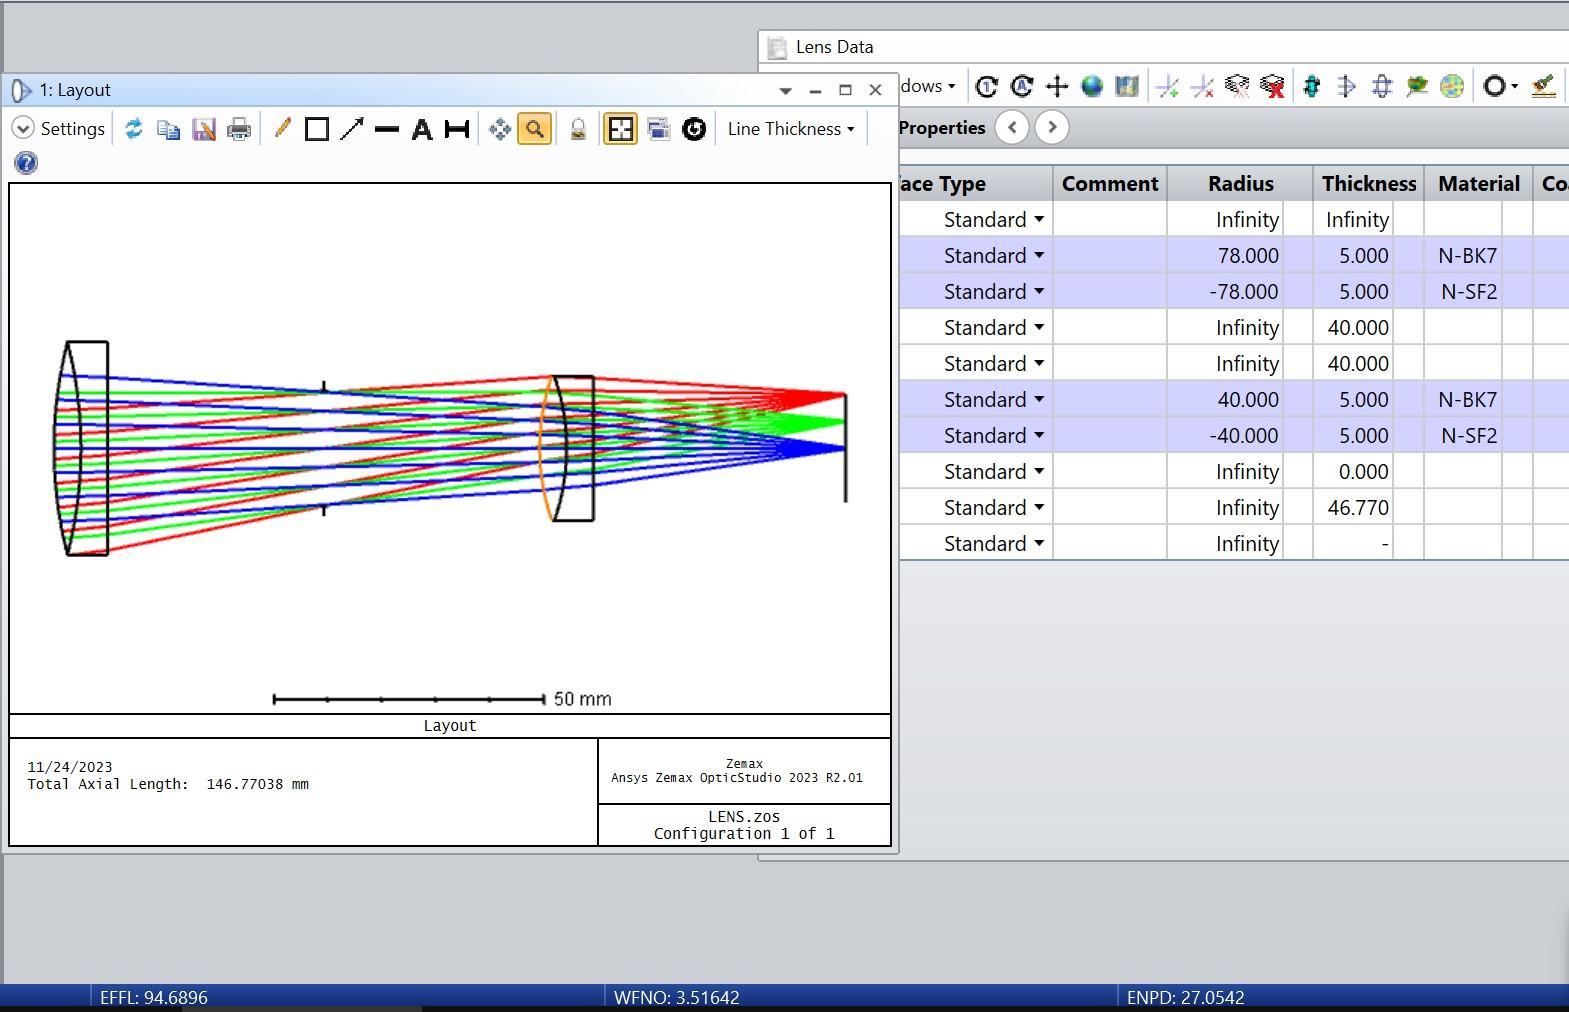 Lens Data
1: Layout
dows
Settings
A
Line Thickness
Properties
ace Type Comment Radius Thickness Material Co
Standard Infinity Infinity
Standard 78.000 5.000 N-BK7
Standard -78.000 5.000 N-SF2
Standard Infinity 40.000
Standard Infinity 40.000
Standard 40.000 5.000 N-BK7
Standard -40.000 5.000 N-SF2
Standard Infinity 0.000
Standard Infinity 46.770
Standard Infinity -
50 mm
Layout
11/24/2023
Total Axial Length: 146.77038 mm
Zemax
Ansys Zemax OpticStudio 2023 R2.01
LENS.zos
Configuration 1 of 1
EFFL: 94.6896 WFNO: 3.51642 ENPD: 27.0542